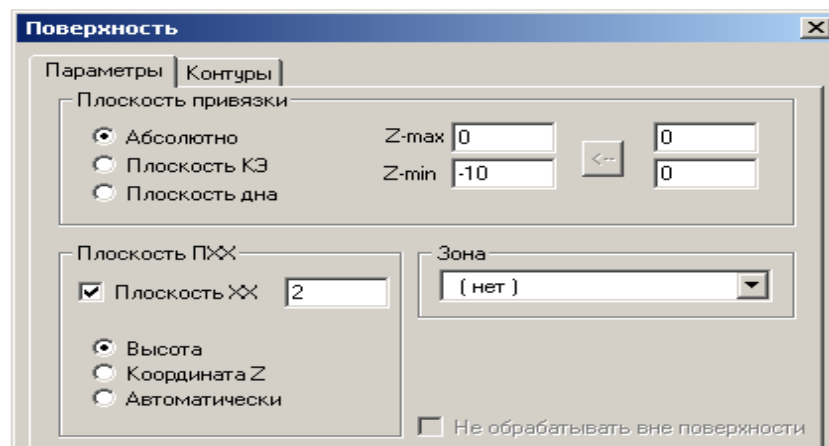 Поверхность
Параметры Контуры
Плоскость привязки
Абсолютно Z-max 0 <-- 0
Плоскость КЭ Z-min -10 0
Плоскость дна
Плоскость ПХХ Зона
Плоскость ХХ 2 ( нет )
Высота
Координата Z
Автоматически
Не обрабатывать вне поверхности